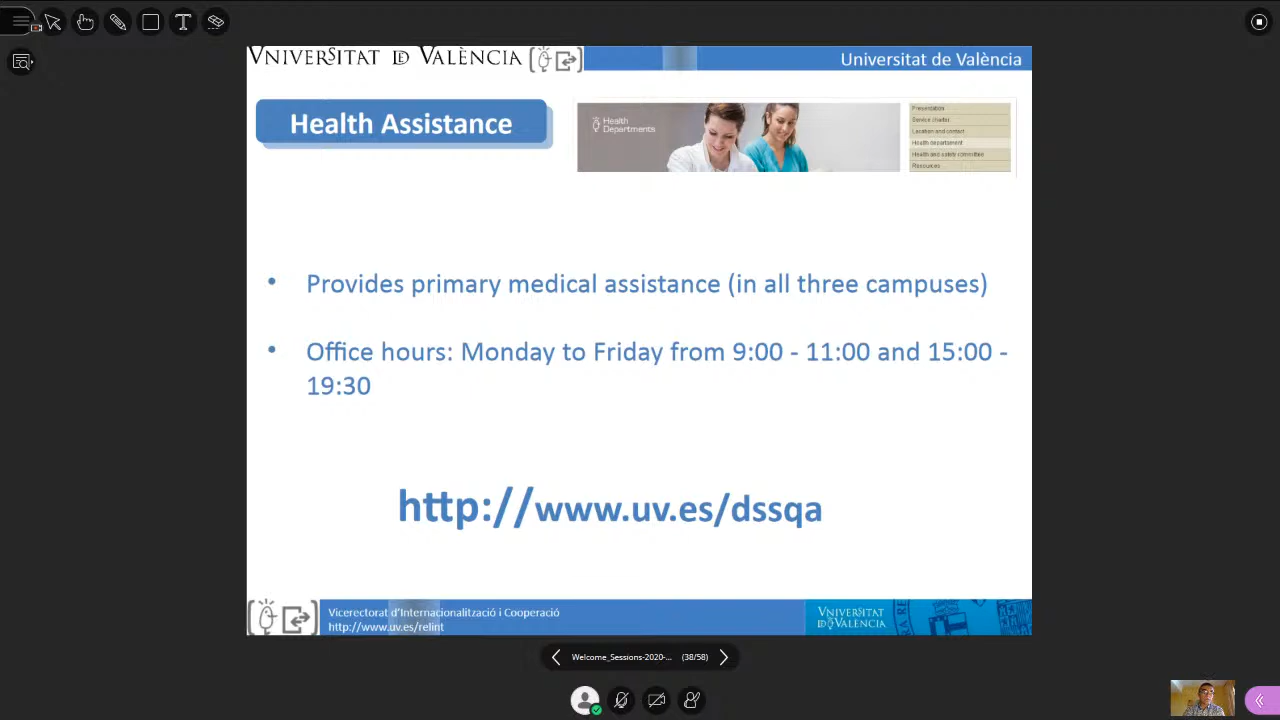 VNIVERSITAT DE VALÈNCIA
Universitat de València
Health Assistance
Health
Departments
Presentation
Service charter
Location and contact
Health departament
Health and safety committee
Resources
• Provides primary medical assistance (in all three campuses)
• Office hours: Monday to Friday from 9:00 - 11:00 and 15:00 -
19:30
http://www.uv.es/dssqa
Vicerectorat d'Internacionalització i Cooperació
http://www.uv.es/relint
VNIVERSITAT
DE VALÈNCIA
Welcome_Sessions-2020-... (38/58)